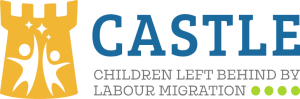 CASTLE
CHILDREN LEFT BEHIND BY
LABOUR MIGRATION